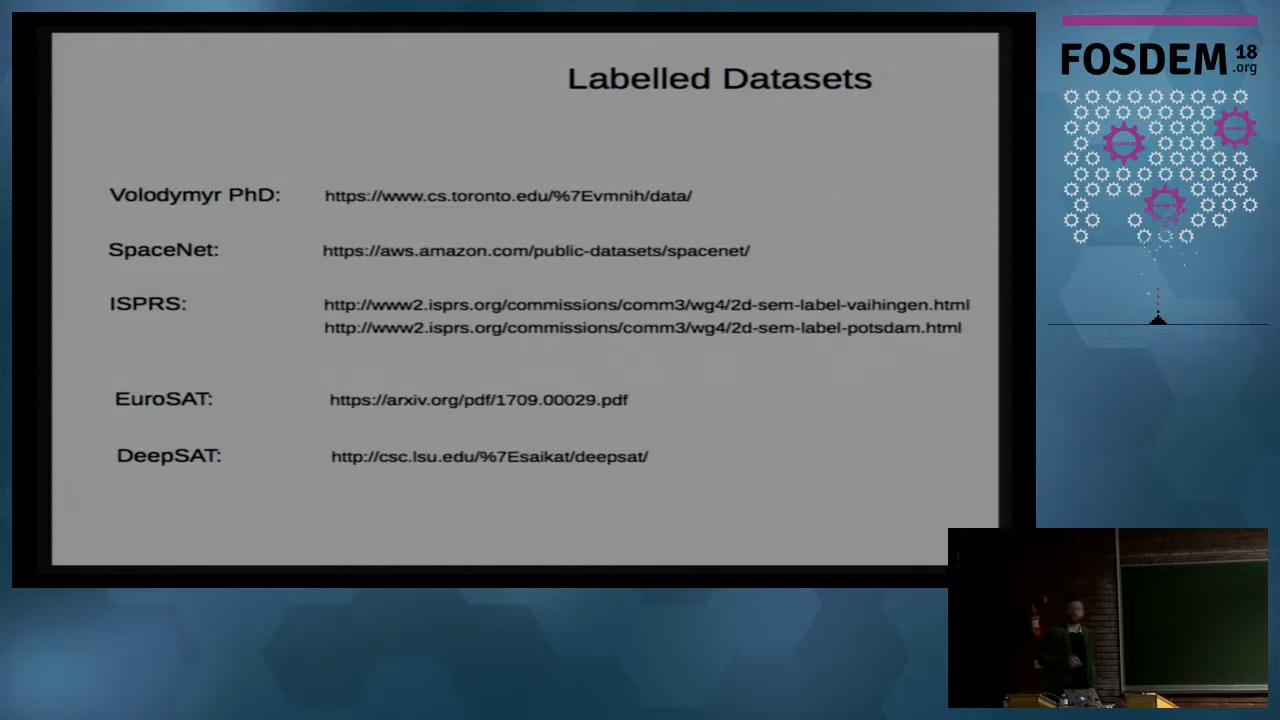 Labelled Datasets
Volodymyr PhD: https://www.cs.toronto.edu/%7Evmnih/data/
SpaceNet: https://aws.amazon.com/public-datasets/spacenet/
ISPRS: http://www2.isprs.org/commissions/comm3/wg4/2d-sem-label-vaihingen.html
http://www2.isprs.org/commissions/comm3/wg4/2d-sem-label-potsdam.html
EuroSAT: https://arxiv.org/pdf/1709.00029.pdf
DeepSAT: http://csc.lsu.edu/%7Esaikat/deepsat/
FOSDEM 18
.org